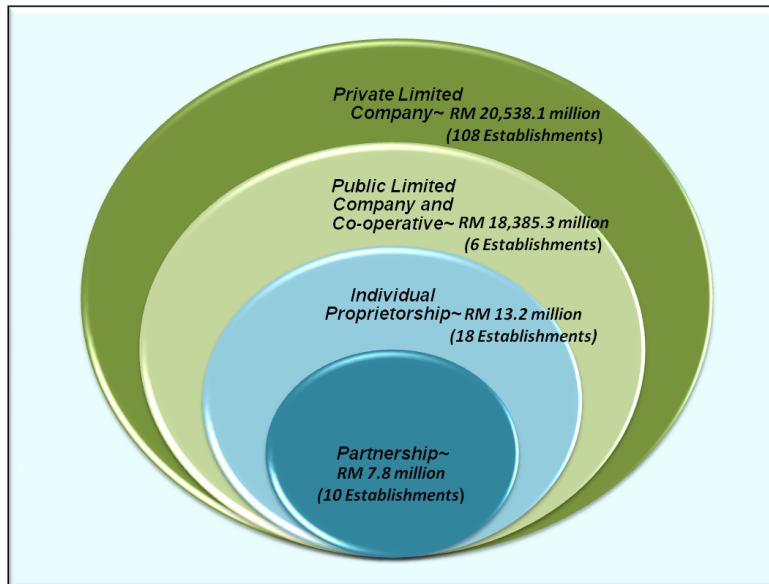 Private Limited
Company~ RM 20,538.1 million
(108 Establishments)
Public Limited
Company and
Co-operative~ RM 18,385.3 million
(6 Establishments)
Individual
Proprietorship~ RM 13.2 million
(18 Establishments)
Partnership~
RM 7.8 million
(10 Establishments)